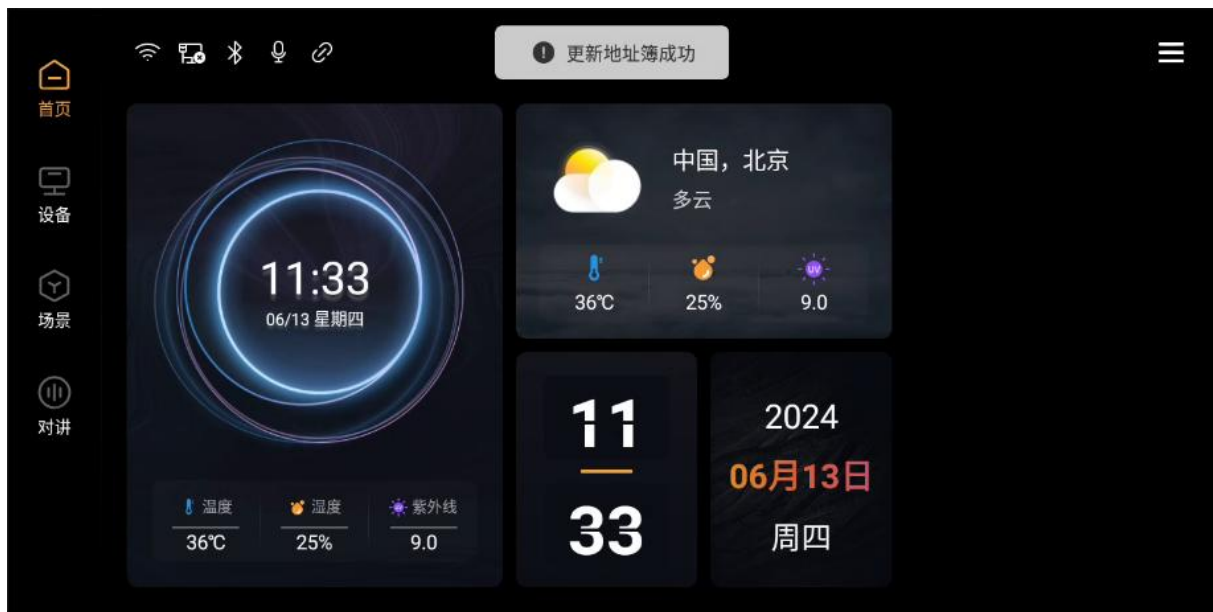 更新地址簿成功
首页
设备
场景
对讲
11:33
06/13 星期四
温度
湿度
紫外线
36℃
25%
9.0
中国，北京
多云
UV
36℃
25%
9.0
11
33
2024
06月13日
周四